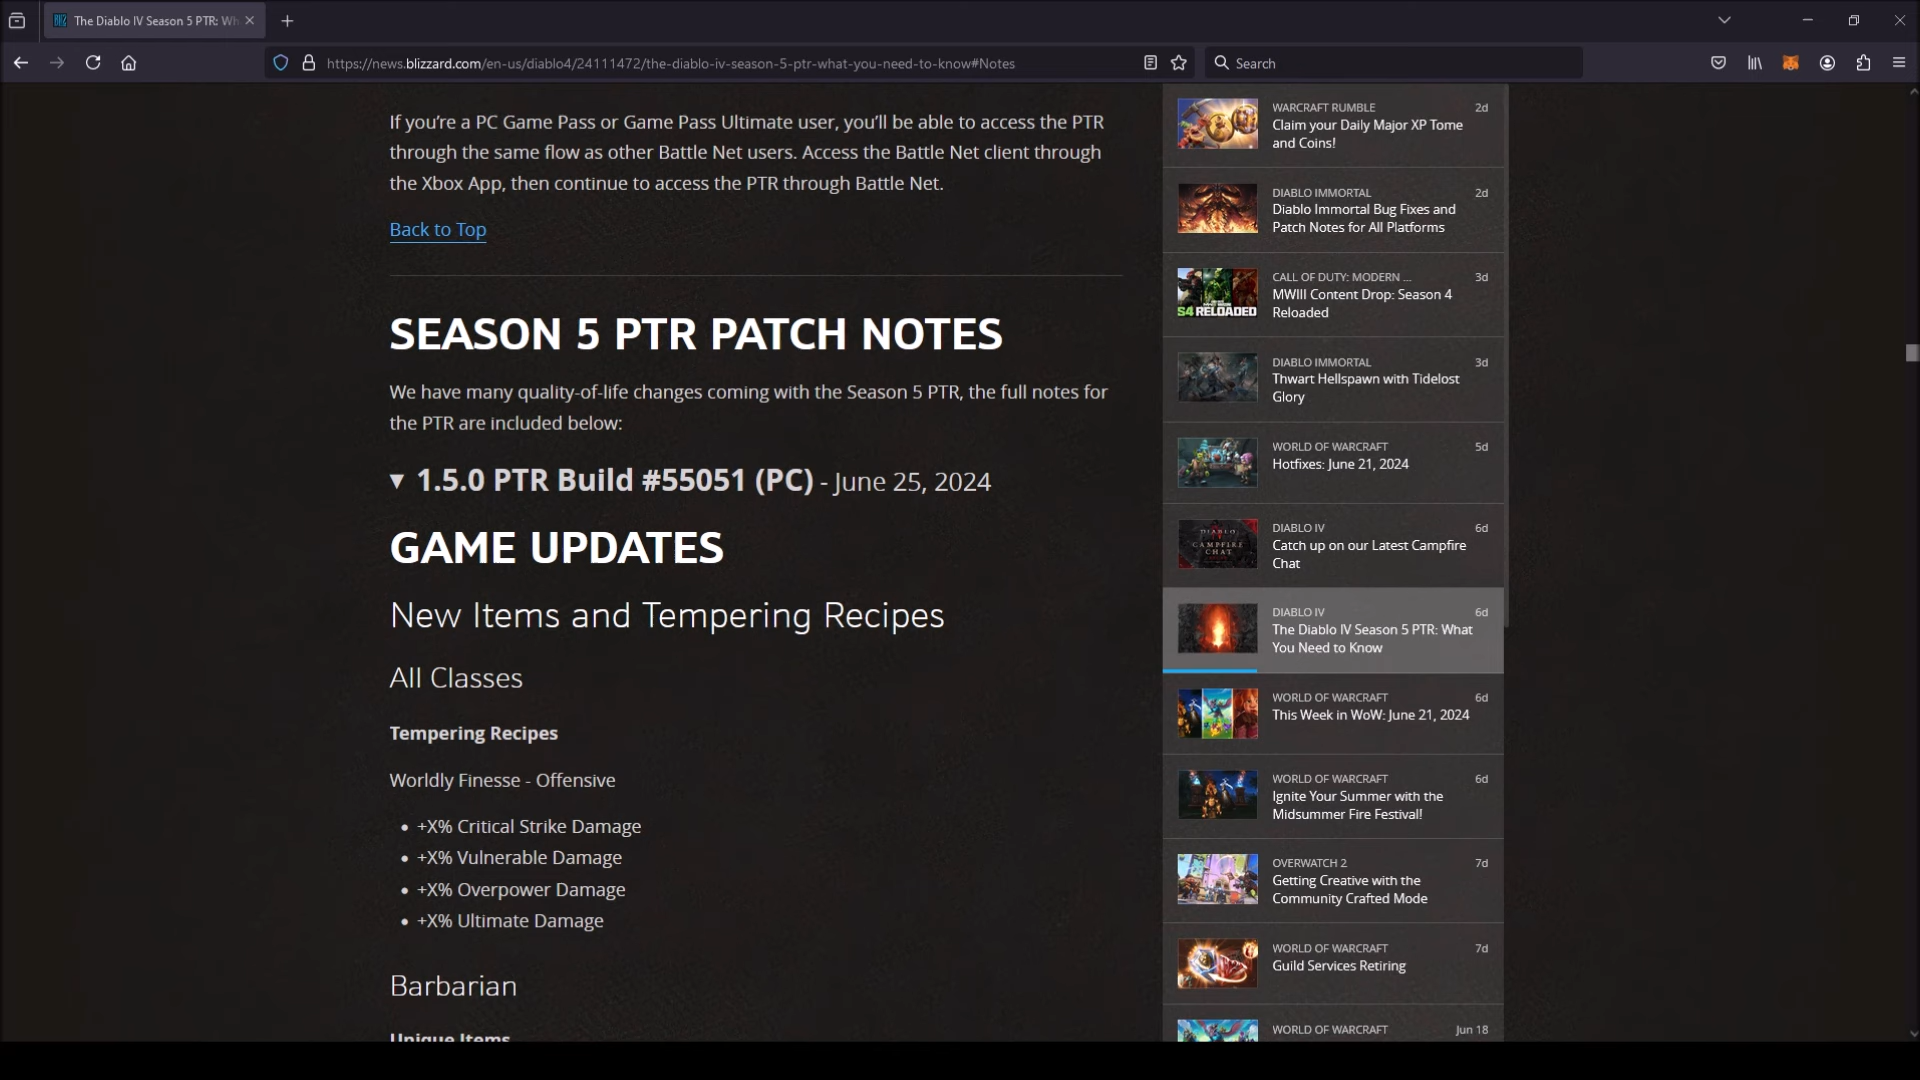 The Diablo IV Season 5 PTR: Wh
https://news.blizzard.com/en-us/diablo4/24111472/the-diablo-iv-season-5-ptr-what-you-need-to-know#Notes
Search
If you’re a PC Game Pass or Game Pass Ultimate user, you’ll be able to access the PTR
through the same flow as other Battle Net users. Access the Battle Net client through
the Xbox App, then continue to access the PTR through Battle Net.
Back to Top
SEASON 5 PTR PATCH NOTES
We have many quality-of-life changes coming with the Season 5 PTR, the full notes for
the PTR are included below:
1.5.0 PTR Build #55051 (PC) - June 25, 2024
GAME UPDATES
New Items and Tempering Recipes
All Classes
Tempering Recipes
Worldly Finesse - Offensive
• +X% Critical Strike Damage
• +X% Vulnerable Damage
• +X% Overpower Damage
• +X% Ultimate Damage
Barbarian
Unique Items
WARCRAFT RUMBLE 2d
Claim your Daily Major XP Tome
and Coins!
DIABLO IMMORTAL 2d
Diablo Immortal Bug Fixes and
Patch Notes for All Platforms
CALL OF DUTY: MODERN ... 3d
MWIII Content Drop: Season 4
Reloaded
S4 RELOADED
DIABLO IMMORTAL 3d
Thwart Hellspawn with Tidelost
Glory
WORLD OF WARCRAFT 5d
Hotfixes: June 21, 2024
DIABLO IV 6d
Catch up on our Latest Campfire
Chat
DIABLO
CAMPFIRE
CHAT
DIABLO IV 6d
The Diablo IV Season 5 PTR: What
You Need to Know
WORLD OF WARCRAFT 6d
This Week in WoW: June 21, 2024
WORLD OF WARCRAFT 6d
Ignite Your Summer with the
Midsummer Fire Festival!
OVERWATCH 2 7d
Getting Creative with the
Community Crafted Mode
WORLD OF WARCRAFT 7d
Guild Services Retiring
WORLD OF WARCRAFT Jun 18